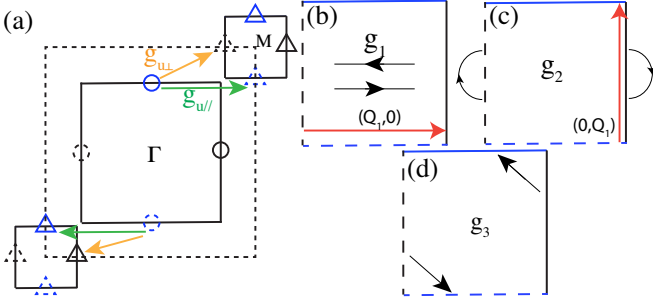 (a)
M
g_{u⊥}
g_{u//}
Γ
(b)
g_1
(Q_1,0)
(c)
g_2
(0,Q_1)
(d)
g_3